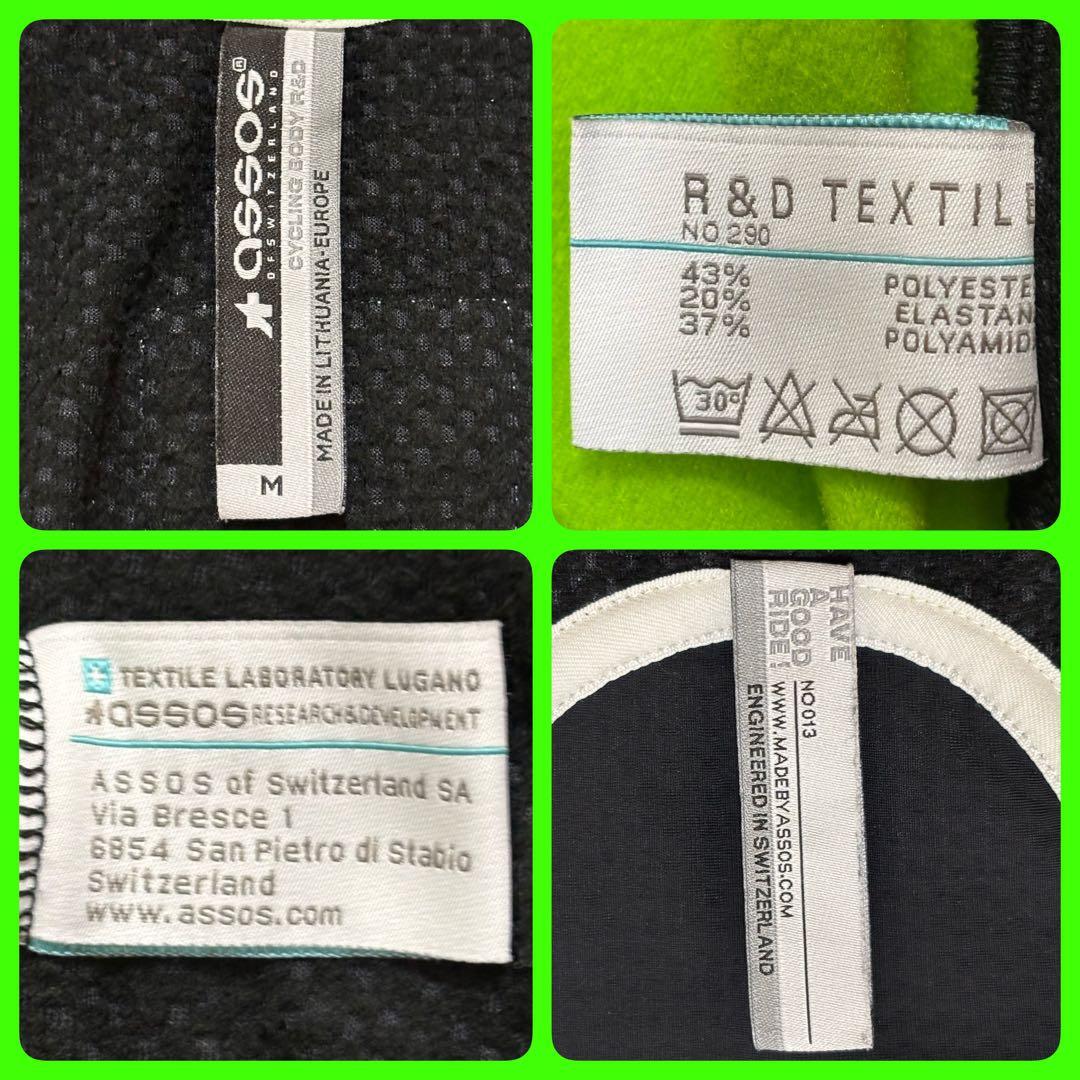 assos®
OF SWITZERLAND
CYCLING BODY R&D
MADE IN LITHUANIA-EUROPE
M
R & D TEXTILE
NO 290
43% POLYESTE
20% ELASTAN
37% POLYAMID
30°
TEXTILE LABORATORY LUGANO
assos RESEARCH&DEVELOPMENT
ASSOS of Switzerland SA
Via Bresce 1
6854 San Pietro di Stabio
Switzerland
www.assos.com
HAVE
A
GOOD
RIDE!
NO 013
WWW.MADEBYASSOS.COM
ENGINEERED IN SWITZERLAND